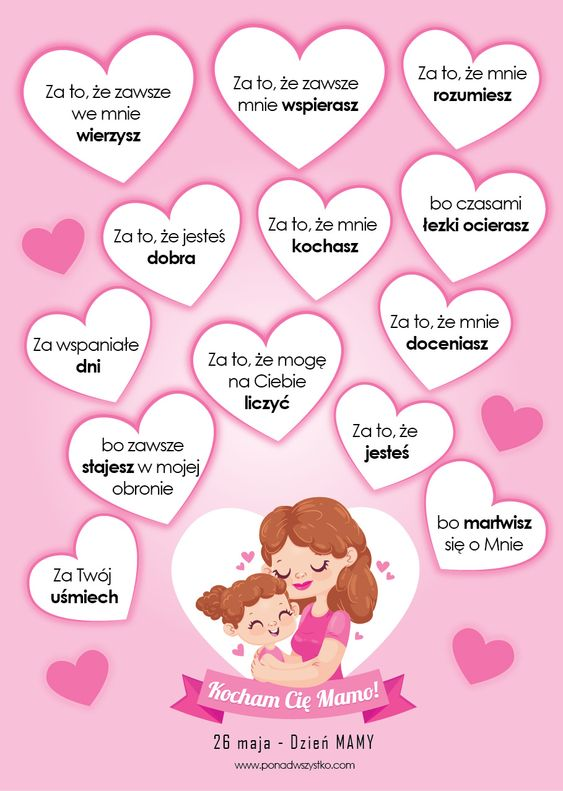 Za to, że zawsze
we mnie
wierzysz
Za to, że zawsze
mnie wspierasz
Za to, że mnie
rozumiesz
Za to, że jesteś
dobra
Za to, że mnie
kochasz
bo czasami
łezki ocierasz
Za wspaniałe
dni
Za to, że mogę
na Ciebie
liczyć
Za to, że mnie
doceniasz
bo zawsze
stajesz w mojej
obronie
Za to, że
jesteś
bo martwisz
się o Mnie
Za Twój
uśmiech
Kocham Cię Mamo!
26 maja - Dzień MAMY
www.ponadwszystko.com